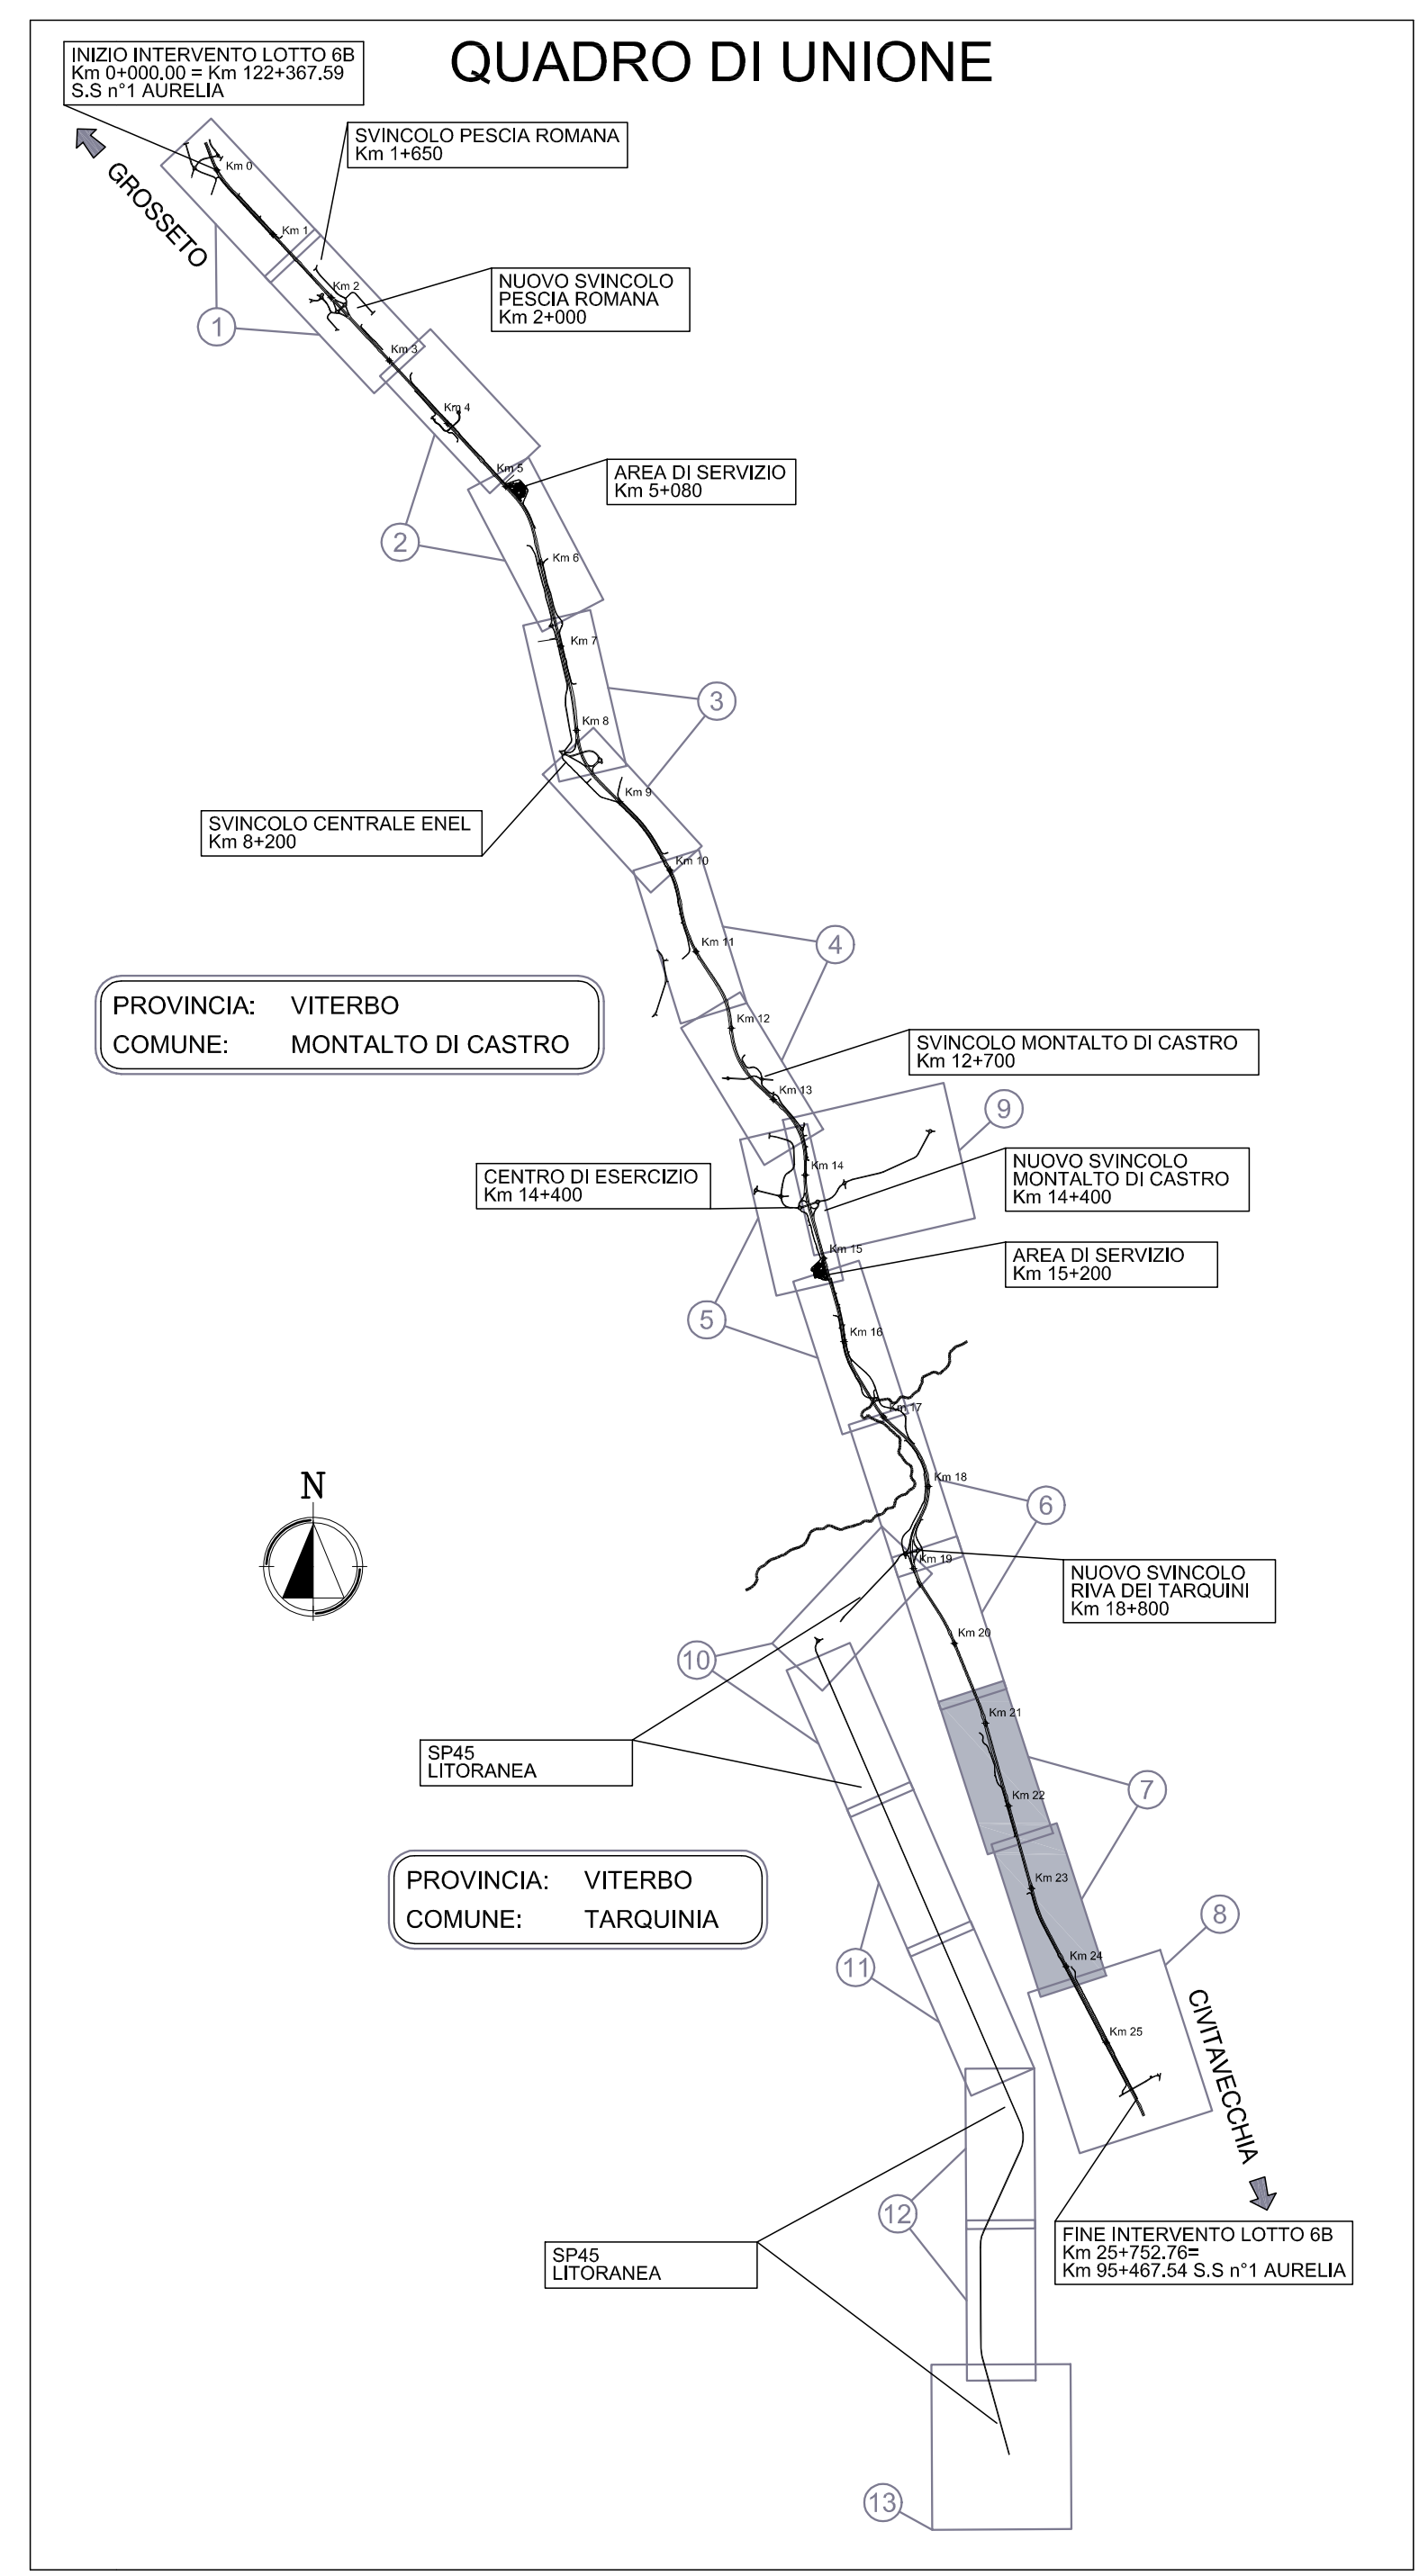 QUADRO DI UNIONE
INIZIO INTERVENTO LOTTO 6B
Km 0+000.00 = Km 122+367.59
S.S n°1 AURELIA
SVINCOLO PESCIA ROMANA
Km 1+650
GROSSETO
Km 0
Km 1
NUOVO SVINCOLO
PESCIA ROMANA
Km 2+000
Km 2
1
Km 3
Km 4
AREA DI SERVIZIO
Km 5+080
Km 5
2
Km 6
Km 7
3
Km 8
Km 9
SVINCOLO CENTRALE ENEL
Km 8+200
Km 10
Km 11
4
PROVINCIA: VITERBO
COMUNE: MONTALTO DI CASTRO
Km 12
SVINCOLO MONTALTO DI CASTRO
Km 12+700
Km 13
9
Km 14
CENTRO DI ESERCIZIO
Km 14+400
NUOVO SVINCOLO
MONTALTO DI CASTRO
Km 14+400
Km 15
AREA DI SERVIZIO
Km 15+200
5
Km 16
Km 17
Km 18
N
6
Km 19
NUOVO SVINCOLO
RIVA DEI TARQUINI
Km 18+800
Km 20
10
Km 21
SP45
LITORANEA
7
Km 22
PROVINCIA: VITERBO
COMUNE: TARQUINIA
Km 23
8
Km 24
11
CIVITAVECCHIA
Km 25
12
FINE INTERVENTO LOTTO 6B
Km 25+752.76=
Km 95+467.54 S.S n°1 AURELIA
SP45
LITORANEA
13